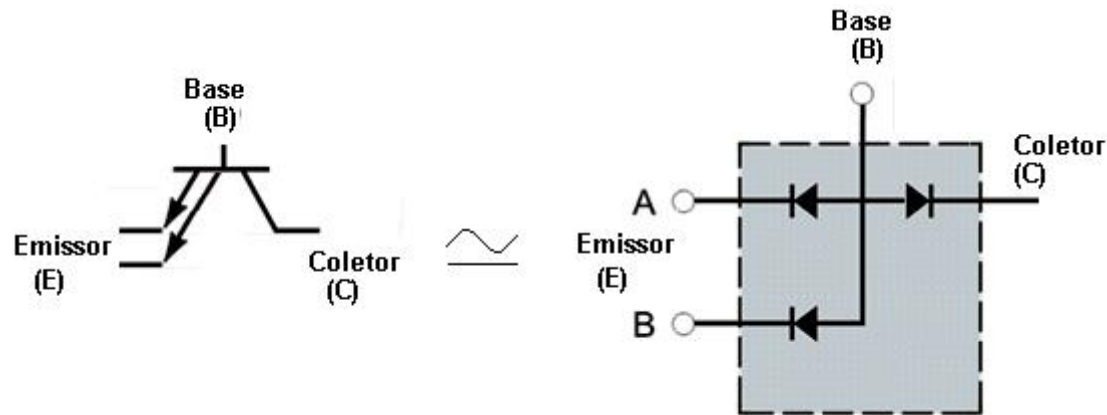 Base
(B)
Emissor
(E)
Coletor
(C)
Base
(B)
Coletor
(C)
A
Emissor
(E)
B